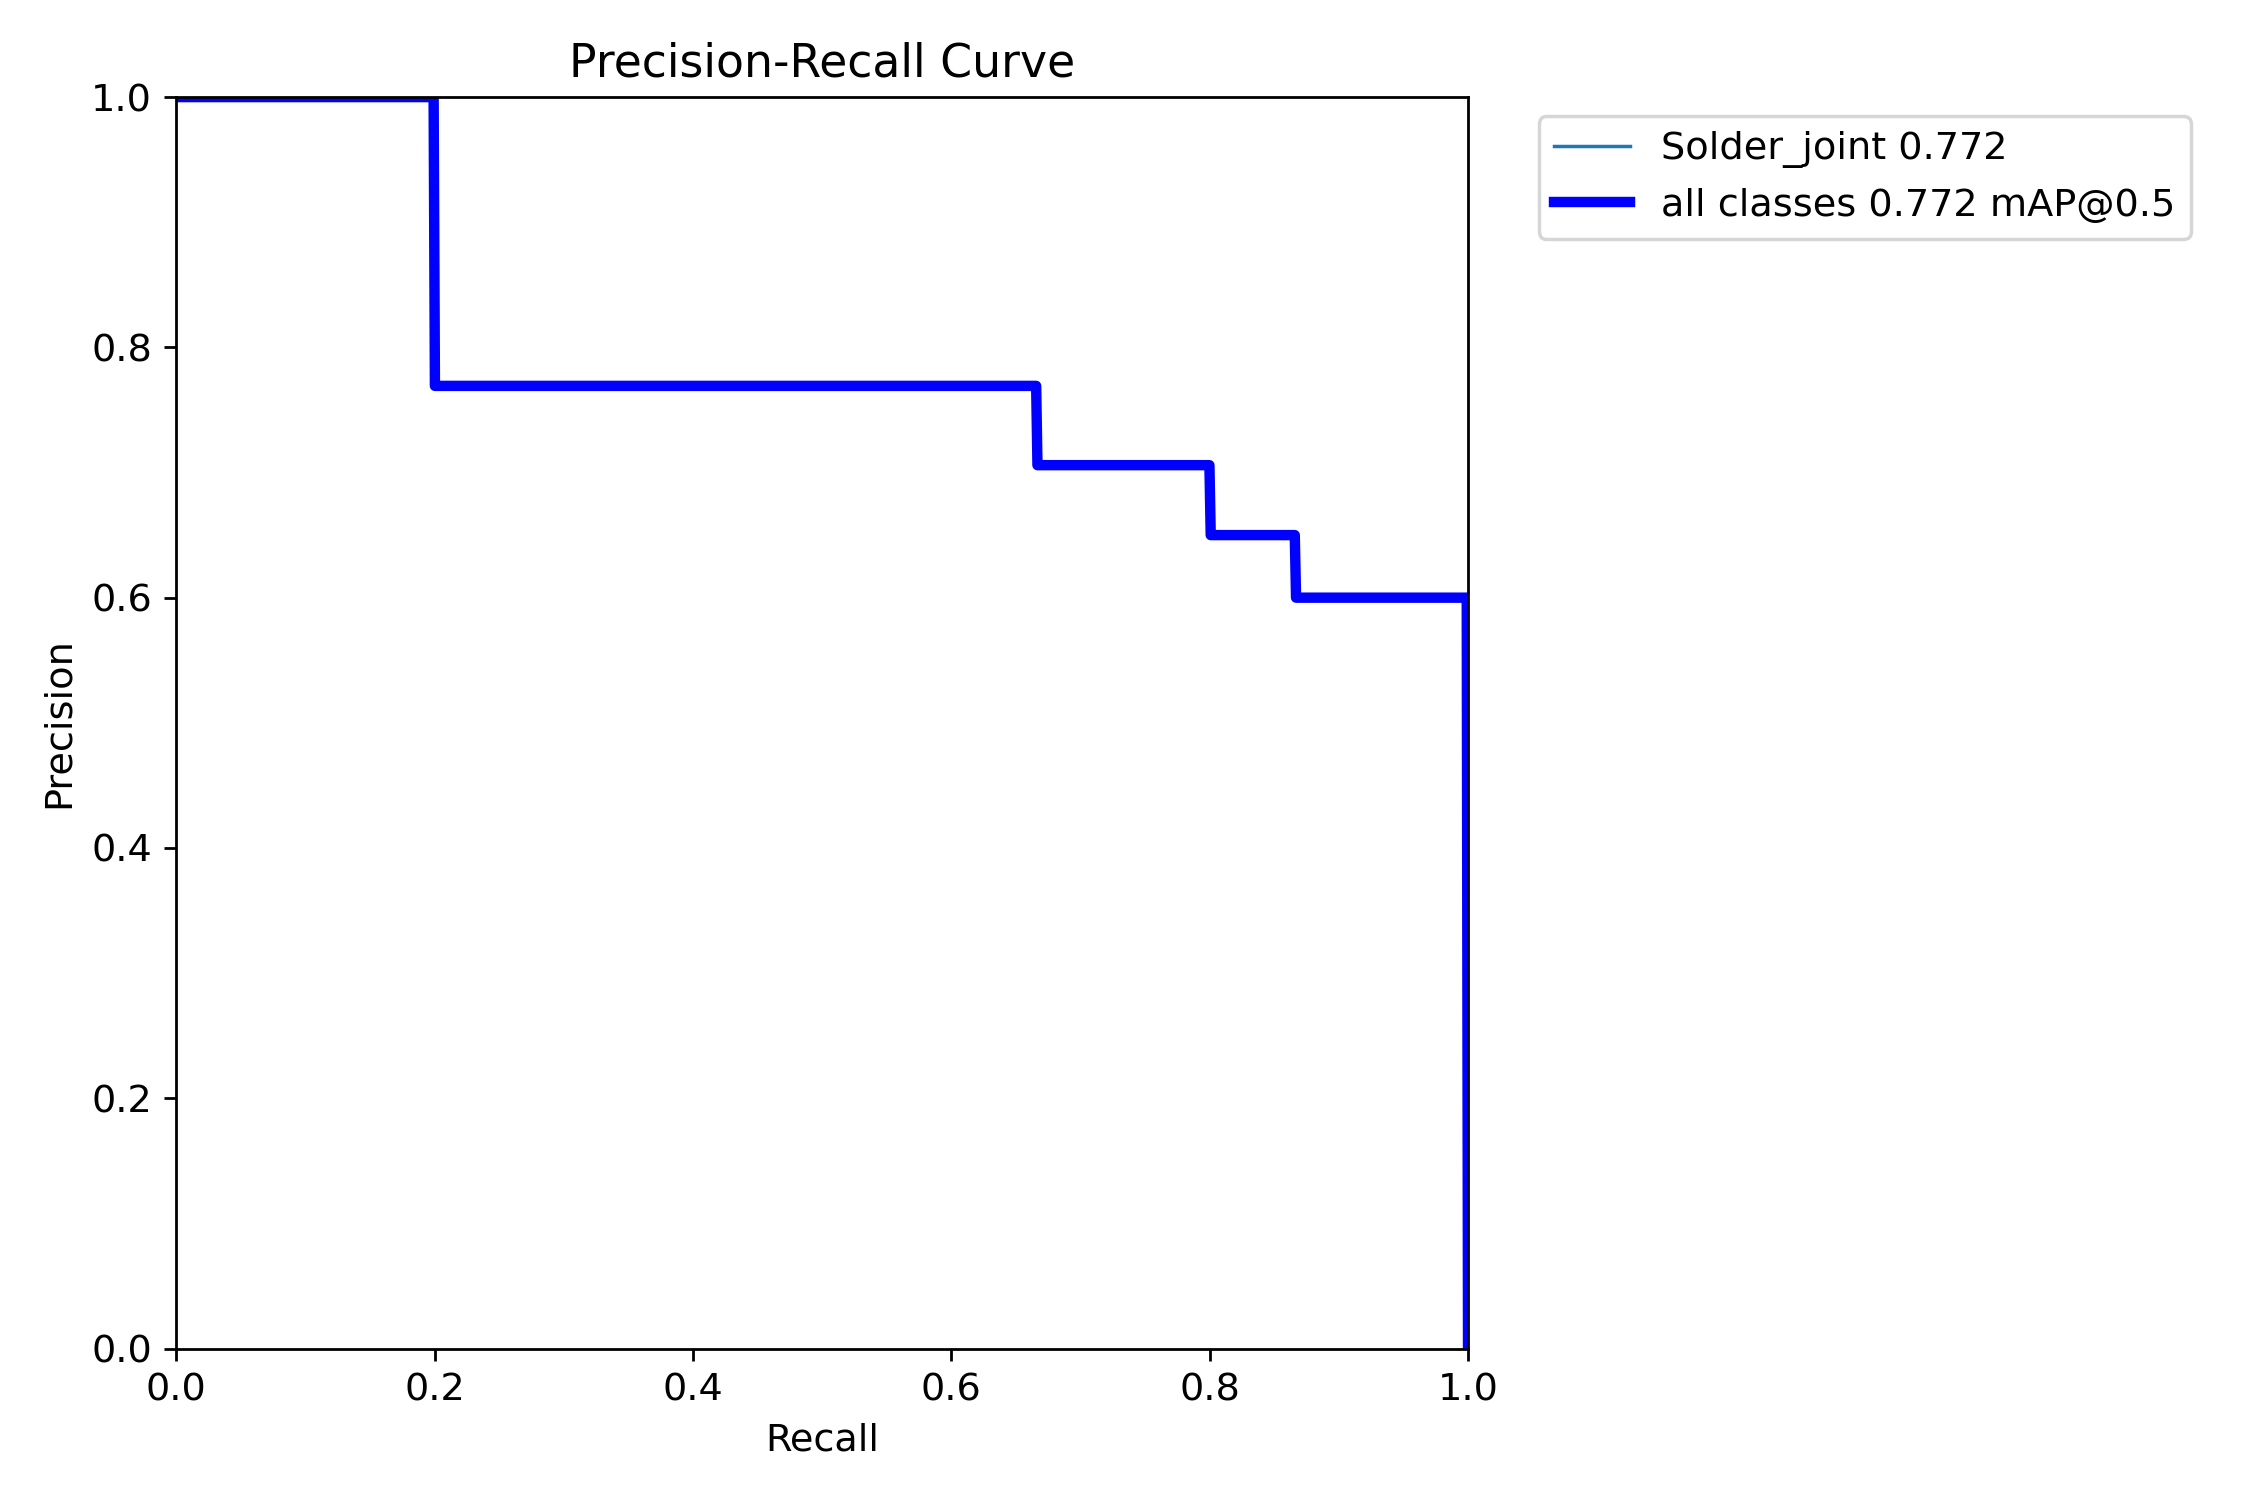 Precision-Recall Curve
1.0
0.8
0.6
0.4
0.2
0.0
Precision
0.0 0.2 0.4 0.6 0.8 1.0
Recall
Solder_joint 0.772
all classes 0.772 mAP@0.5